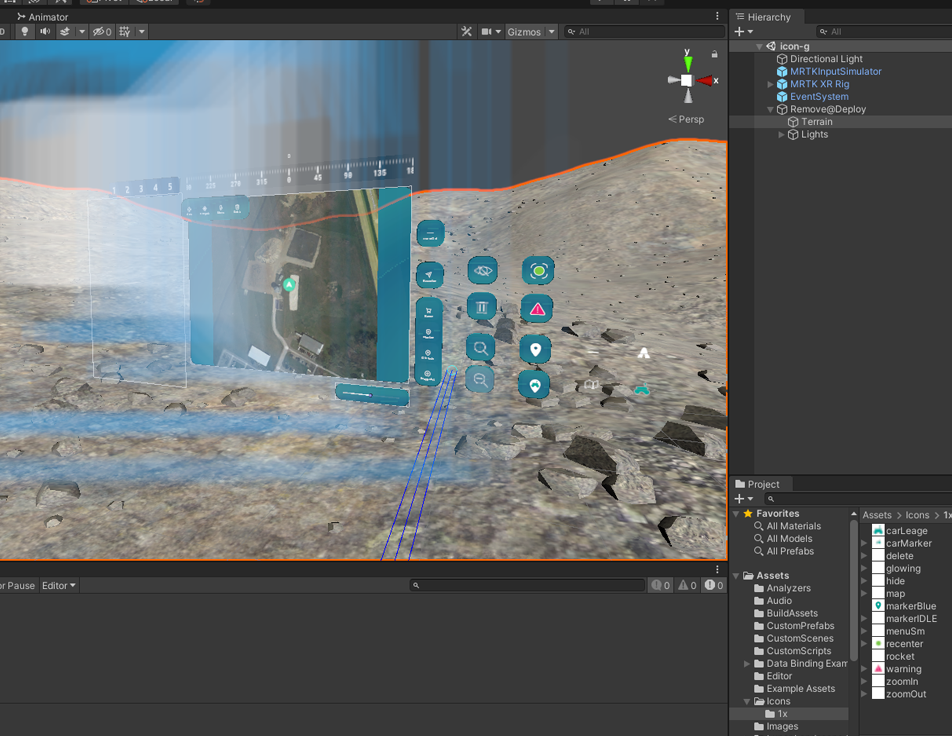 Animator
Hierarchy
0
Gizmos
All
All
icon-g
Directional Light
MRTKInputSimulator
MRTK XR Rig
EventSystem
Remove@Deploy
Terrain
Lights
y
x
Persp
1 2 3 4 5
270 315 0 45 90 135
Project
or Pause Editor
0 0 0
Favorites
All Materials
All Models
All Prefabs
Assets
Analyzers
Audio
BuildAssets
CustomPrefabs
CustomScenes
CustomScripts
Data Binding Exam
Editor
Example Assets
Icons
1x
Images
Assets > Icons > 1x
carLeage
carMarker
delete
glowing
hide
map
markerBlue
markerIDLE
menuSm
recenter
rocket
warning
zoomIn
zoomOut